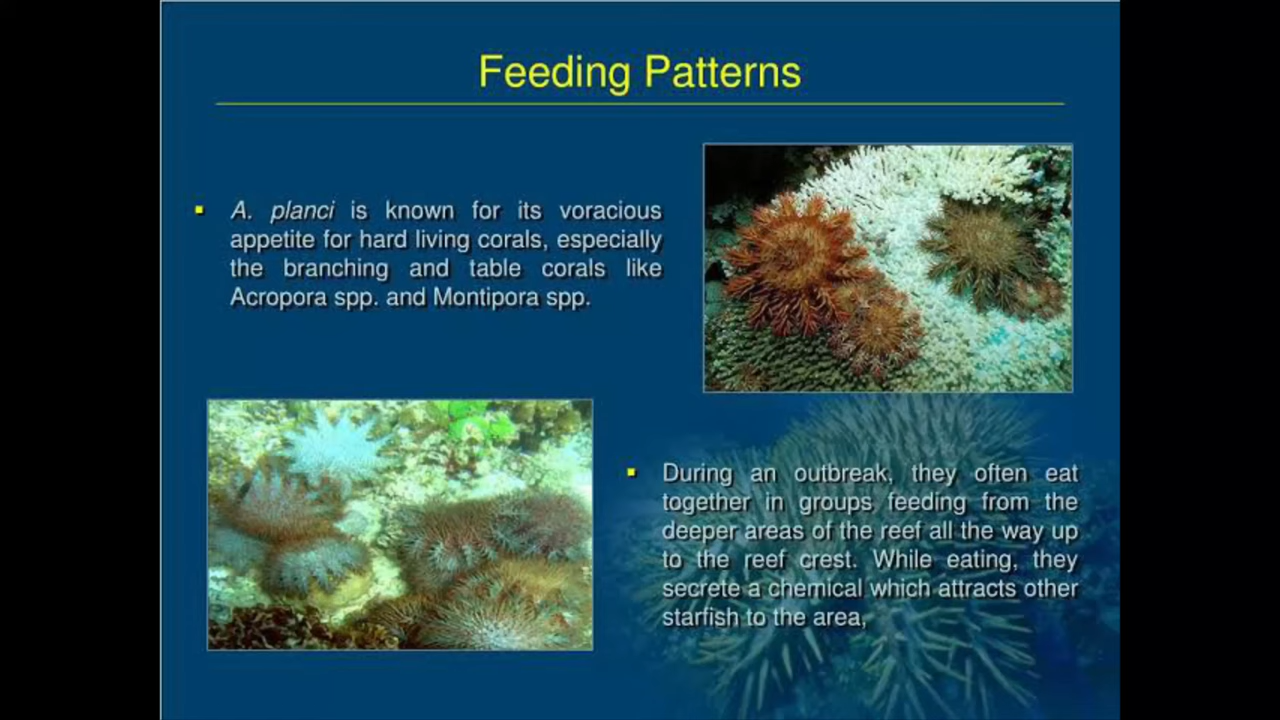 Feeding Patterns
▪ A. planci is known for its voracious
appetite for hard living corals, especially
the branching and table corals like
Acropora spp. and Montipora spp.
▪ During an outbreak, they often eat
together in groups feeding from the
deeper areas of the reef all the way up
to the reef crest. While eating, they
secrete a chemical which attracts other
starfish to the area,